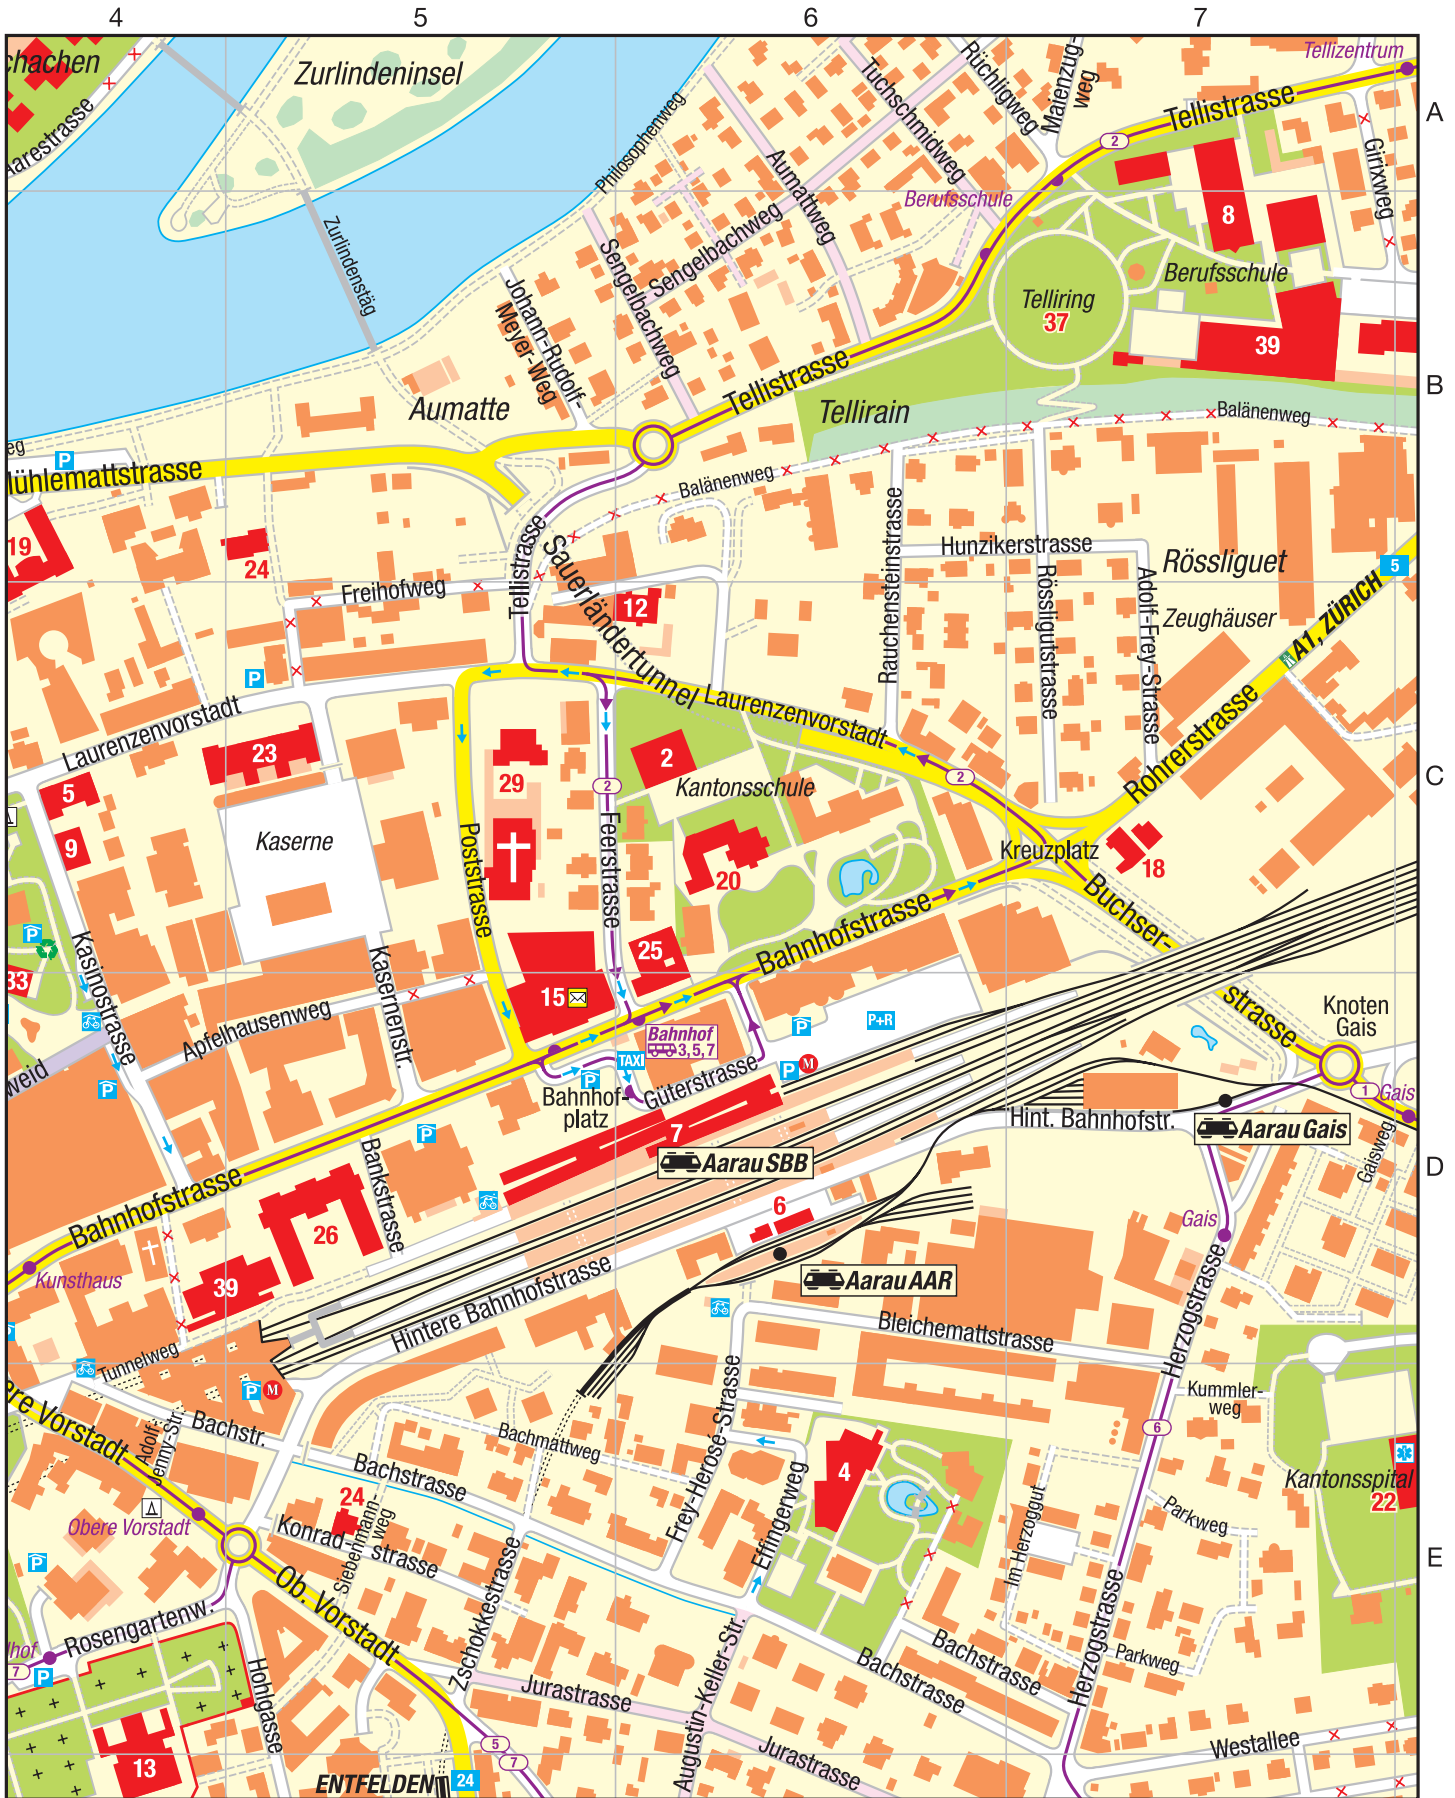 4
5
6
7
A
B
C
D
E
Tellizentrum
Zurlindeninsel
Philosophenweg
Tuchschmidweg
Rüchligweg
Maienzug-
weg
Tellistrasse
2
Girixweg
Aumattweg
Berufsschule
8
Zurlindenstäg
Sengelbachweg
Sengelbachweg
Berufsschule
Telliring
37
39
Johann-Rudolf-
Meyer-Weg
Aumatte
Tellistrasse
Tellirain
Balänenweg
P
Balänenweg
19
24
Tellistrasse
Sauerländertunnel
Rauchensteinstrasse
Hunzikerstrasse
Rössliguet
5
Freihofweg
12
Rössligutstrasse
Adolf-Frey-Strasse
Zeughäuser
A1, ZÜRICH
P
Laurenzenvorstadt
Laurenzenvorstadt
Rohrerstrasse
23
29
2
Kantonsschule
2
2
5
9
Kaserne
Poststrasse
Feerstrasse
20
Kreuzplatz
18
Buchser-
strasse
P
33
Kasinostrasse
Kasernenstr.
25
Bahnhofstrasse
15
Apfelhausenweg
Bahnhof
3, 5, 7
P
P+R
Knoten
Gais
TAXI
P
P
M
P
Bahnhof-
platz
Güterstrasse
1
Gais
Hint. Bahnhofstr.
Aarau Gais
Gaisweg
P
7
Aarau SBB
Bankstrasse
Bahnhofstrasse
26
6
Gais
Kunsthaus
39
Aarau AAR
Hintere Bahnhofstrasse
Herzogstrasse
Bleichemattstrasse
Tunnelweg
P
M
Bachstr.
Adolf-
Jenny-Str.
Kummler-
weg
6
Bachmattweg
Frey-Herosé-Strasse
4
Kantonsspital
22
Bachstrasse
24
Effingerweg
Im Herzoggut
Parkweg
Obere Vorstadt
Konrad-
strasse
Siebenmann-
weg
P
Ob. Vorstadt
Zschokkestrasse
Herzogstrasse
Rosengartenw.
7
P
Hohlgasse
Bachstrasse
Bachstrasse
Parkweg
Jurastrasse
Augustin-Keller-Str.
Jurastrasse
Westallee
13
5
7
ENTFELDEN
24